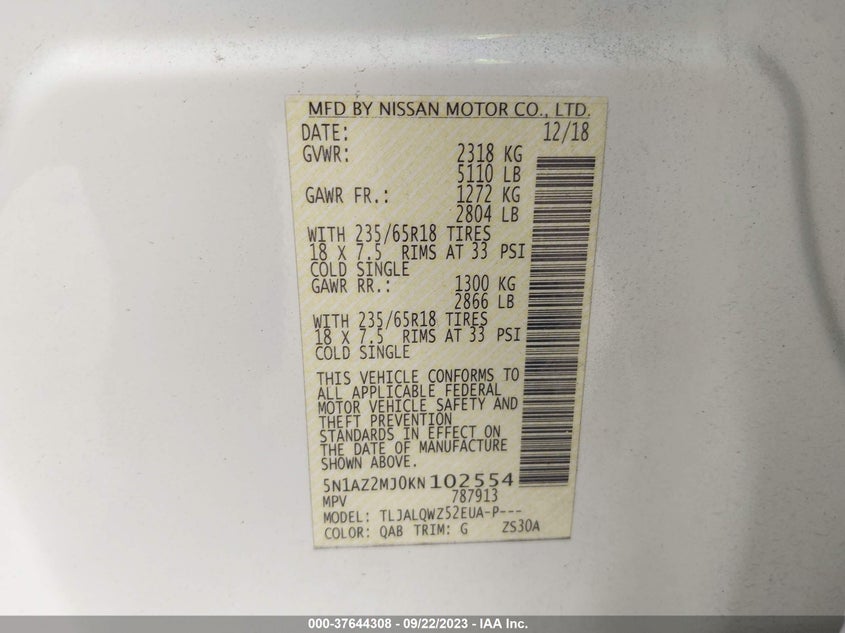 MFD BY NISSAN MOTOR CO., LTD.
DATE: 12/18
GVWR: 2318 KG
5110 LB
GAWR FR.: 1272 KG
2804 LB
WITH 235/65R18 TIRES
18 X 7.5 RIMS AT 33 PSI
COLD SINGLE
GAWR RR.: 1300 KG
2866 LB
WITH 235/65R18 TIRES
18 X 7.5 RIMS AT 33 PSI
COLD SINGLE
THIS VEHICLE CONFORMS TO
ALL APPLICABLE FEDERAL
MOTOR VEHICLE SAFETY AND
THEFT PREVENTION
STANDARDS IN EFFECT ON
THE DATE OF MANUFACTURE
SHOWN ABOVE.
5N1AZ2MJ0KN102554
MPV 787913
MODEL: TLJALQWZ52EUA-P---
COLOR: QAB TRIM: G ZS30A
000-37644308 - 09/22/2023 - IAA Inc.